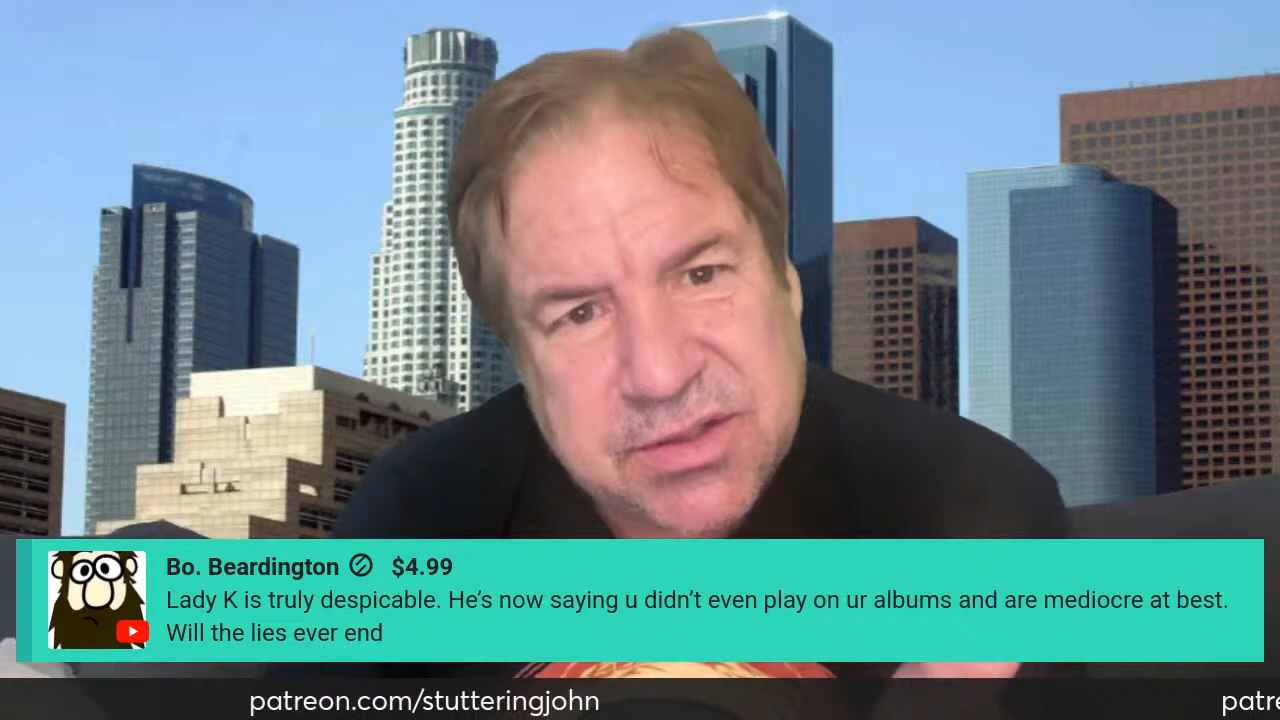 Bo. Beardington $4.99
Lady K is truly despicable. He’s now saying u didn’t even play on ur albums and are mediocre at best.
Will the lies ever end
patreon.com/stutteringjohn
patre